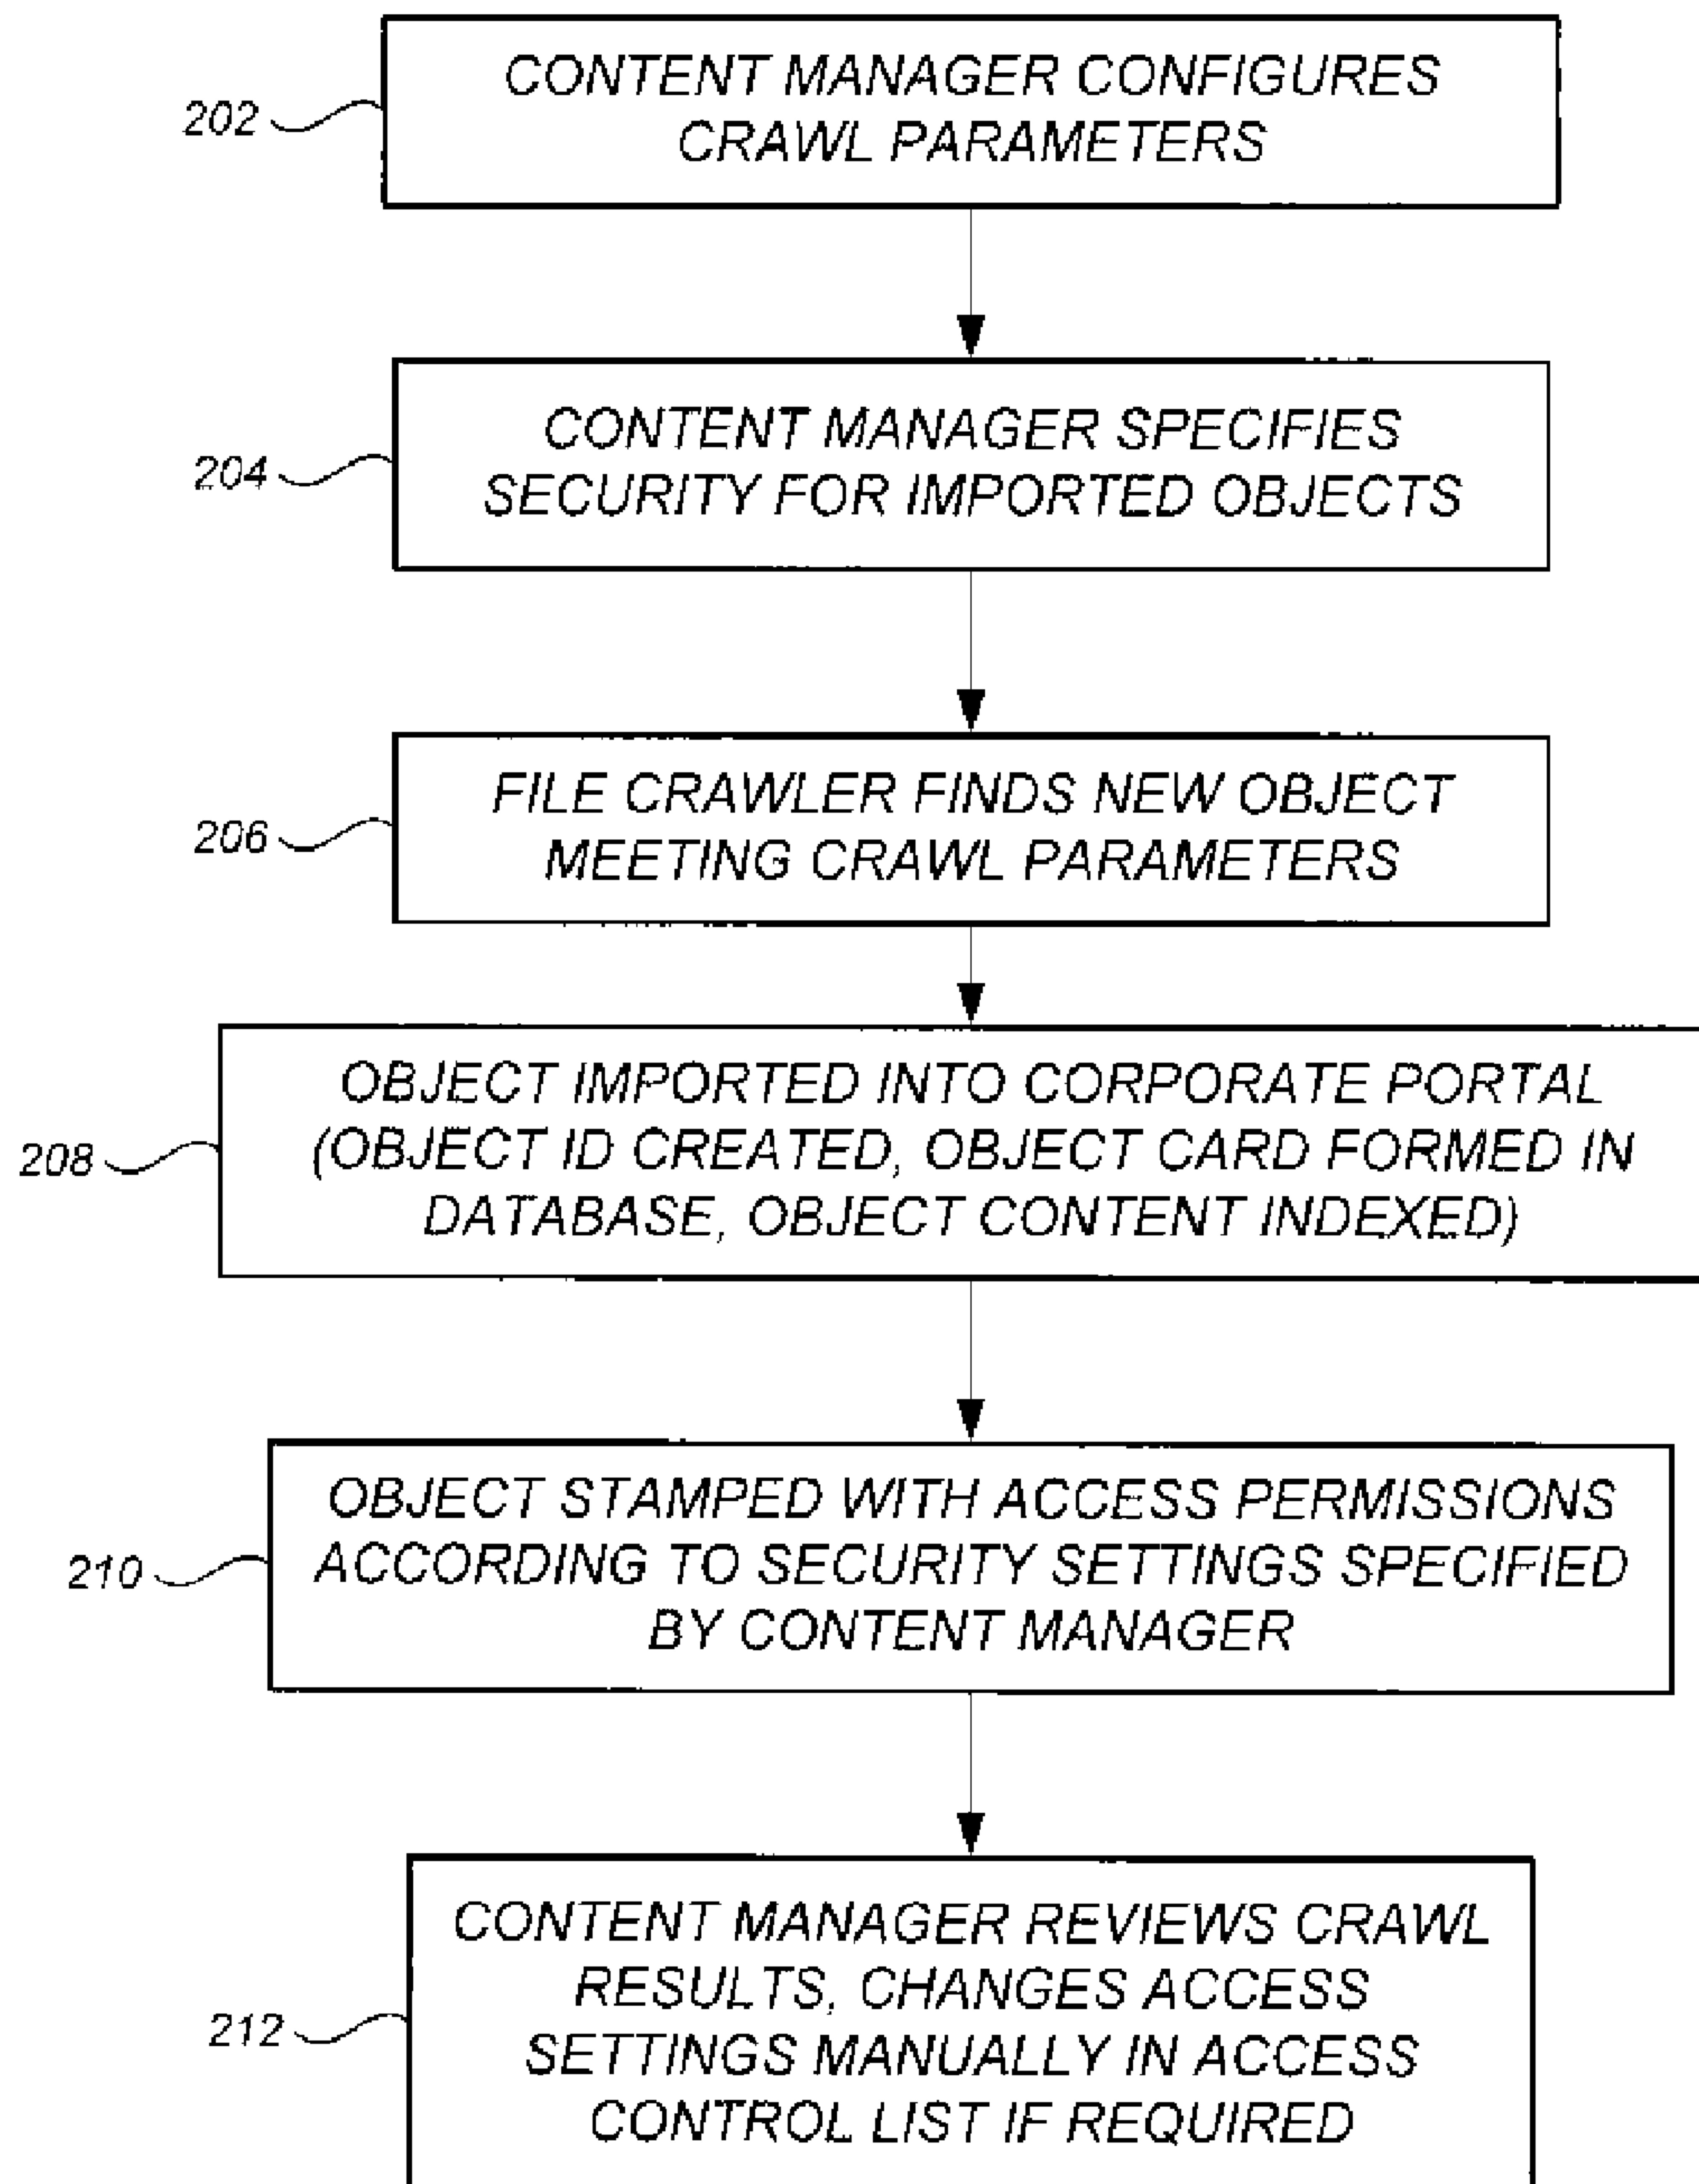 202
CONTENT MANAGER CONFIGURES
CRAWL PARAMETERS
204
CONTENT MANAGER SPECIFIES
SECURITY FOR IMPORTED OBJECTS
206
FILE CRAWLER FINDS NEW OBJECT
MEETING CRAWL PARAMETERS
208
OBJECT IMPORTED INTO CORPORATE PORTAL
(OBJECT ID CREATED, OBJECT CARD FORMED IN
DATABASE, OBJECT CONTENT INDEXED)
210
OBJECT STAMPED WITH ACCESS PERMISSIONS
ACCORDING TO SECURITY SETTINGS SPECIFIED
BY CONTENT MANAGER
212
CONTENT MANAGER REVIEWS CRAWL
RESULTS, CHANGES ACCESS
SETTINGS MANUALLY IN ACCESS
CONTROL LIST IF REQUIRED